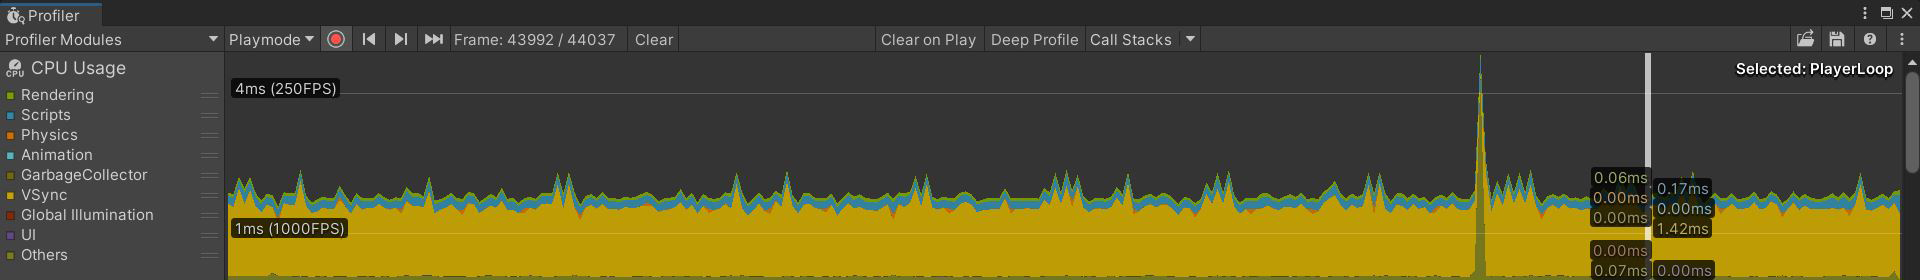 Profiler
Profiler Modules
Playmode
Frame: 43992 / 44037
Clear
Clear on Play
Deep Profile
Call Stacks
CPU Usage
Selected: PlayerLoop
4ms (250FPS)
Rendering
Scripts
Physics
Animation
GarbageCollector
VSync
Global Illumination
UI
Others
1ms (1000FPS)
0.06ms
0.17ms
0.00ms
0.00ms
0.00ms
1.42ms
0.00ms
0.07ms
0.00ms